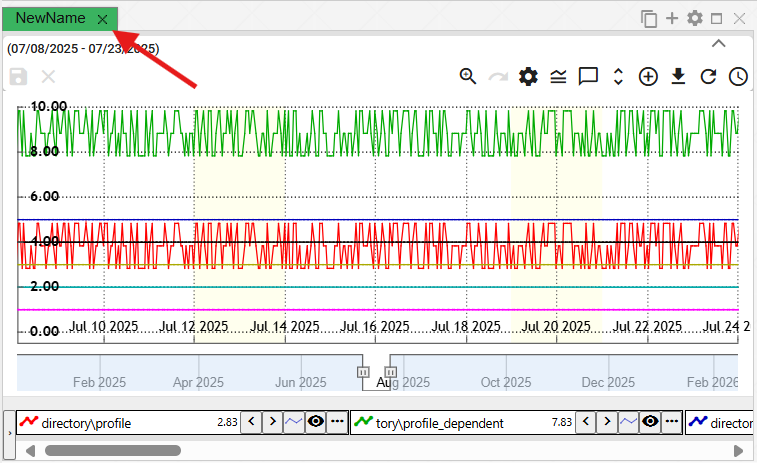 NewName
(07/08/2025 - 07/23/2025)
10.00
8.00
6.00
4.00
2.00
0.00
Jul 10 2025 Jul 12 2025 Jul 14 2025 Jul 16 2025 Jul 18 2025 Jul 20 2025 Jul 22 2025 Jul 24 2
Feb 2025 Apr 2025 Jun 2025 Aug 2025 Oct 2025 Dec 2025 Feb 2026
directory\profile 2.83 tory\profile_dependent 7.83 director